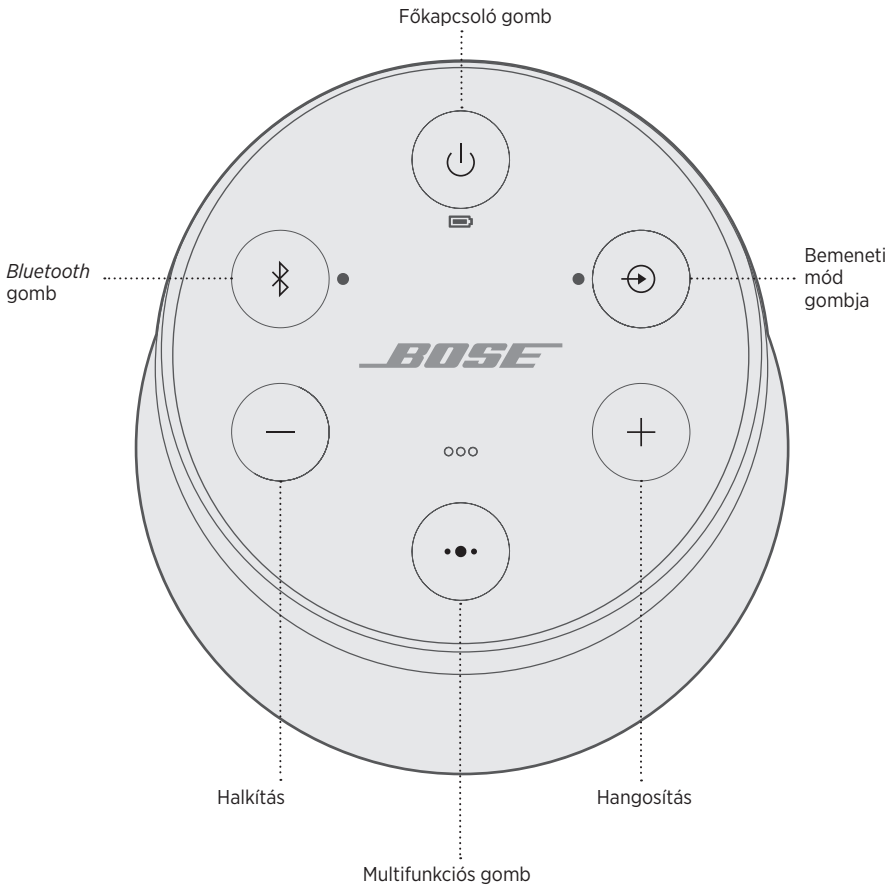 Főkapcsoló gomb
Bluetooth
gomb
Bemeneti
mód
gombja
BOSE
Halkítás
Hangosítás
Multifunkciós gomb